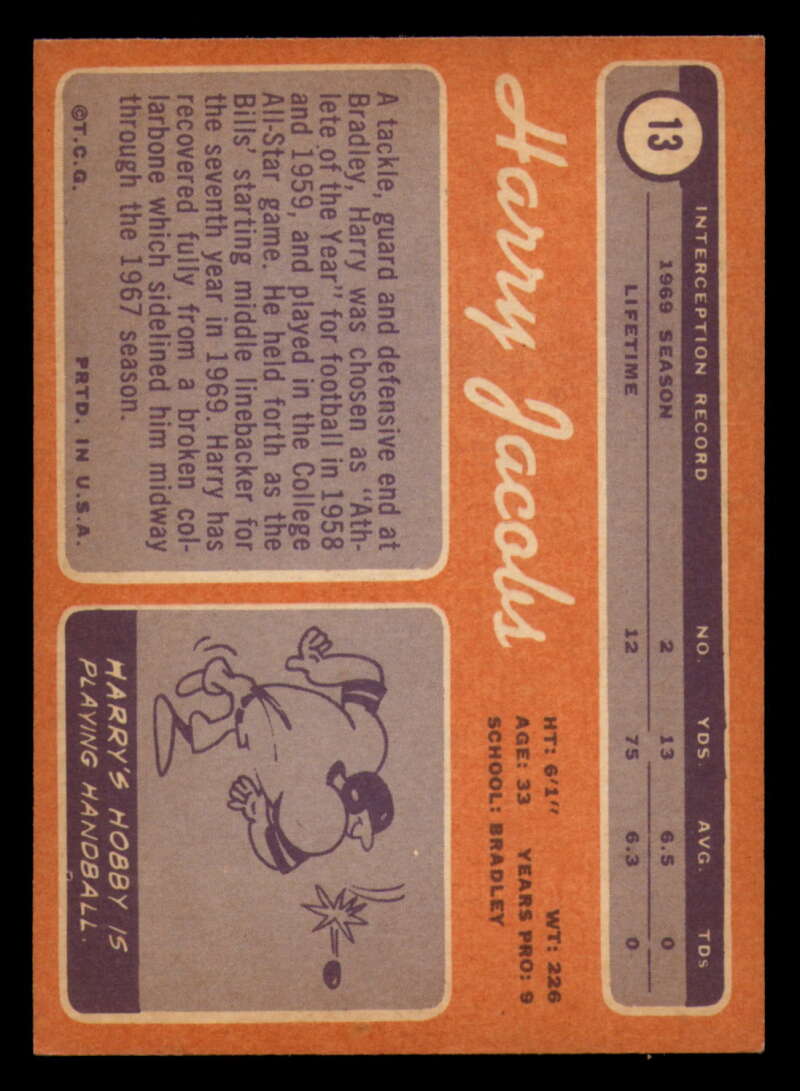 13
INTERCEPTION RECORD NO. YDS. AVG. TDs
1969 SEASON 2 13 6.5 0
LIFETIME 12 75 6.3 0
Harry Jacobs
HT: 6'1" WT: 226
AGE: 33 YEARS PRO: 9
SCHOOL: BRADLEY
A tackle, guard and defensive end at
Bradley, Harry was chosen as "Ath-
lete of the Year" for football in 1958
and 1959, and played in the College
All-Star game. He held forth as the
Bills' starting middle linebacker for
the seventh year in 1969. Harry has
recovered fully from a broken col-
larbone which sidelined him midway
through the 1967 season.
©T.C.G. PRTD. IN U.S.A.
HARRY'S HOBBY IS
PLAYING HANDBALL.